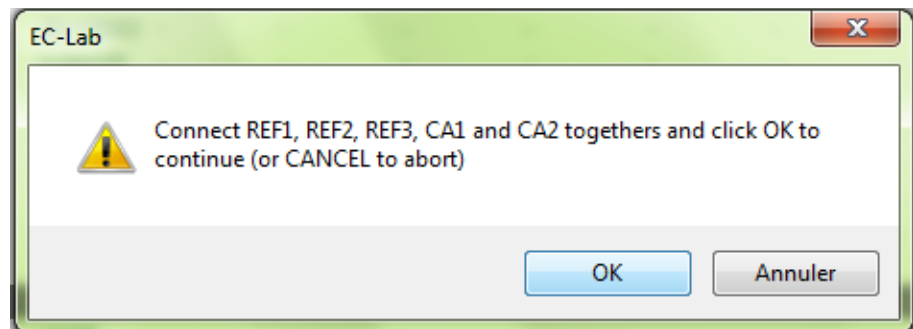 EC-Lab
Connect REF1, REF2, REF3, CA1 and CA2 togethers and click OK to
continue (or CANCEL to abort)
OK
Annuler